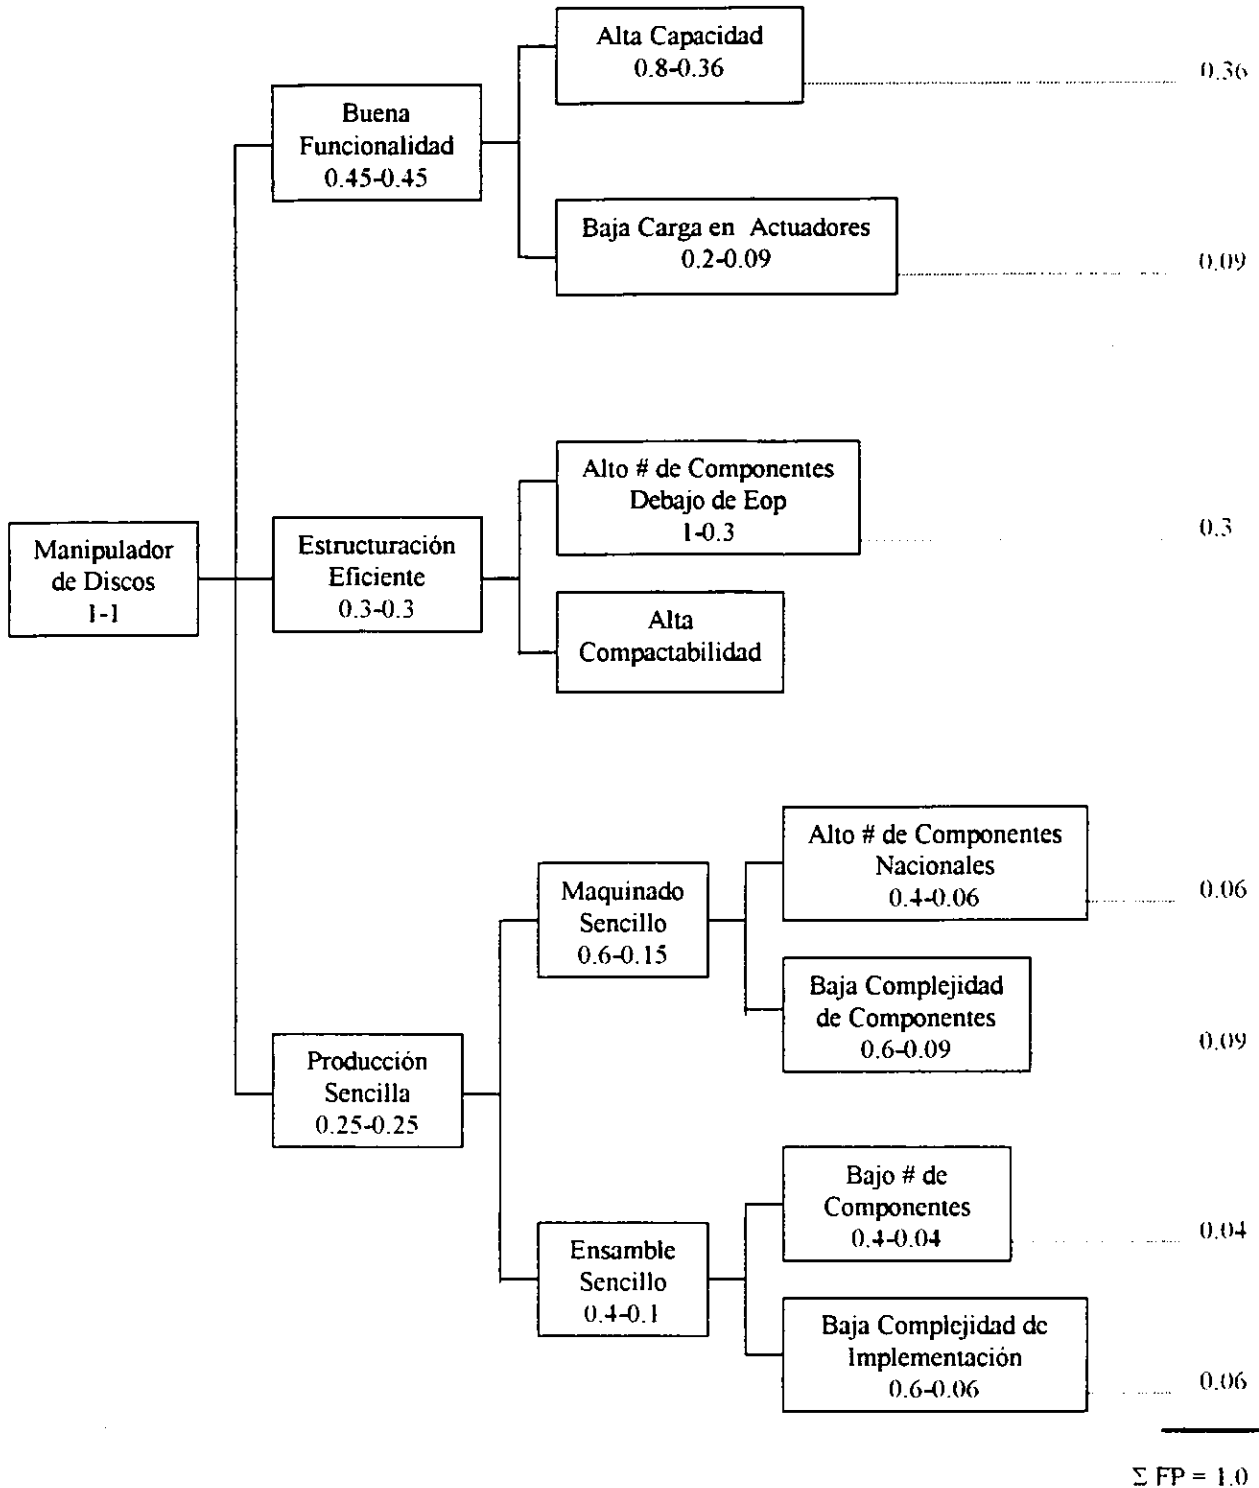 Alta Capacidad
0.8-0.36
0.36
Buena
Funcionalidad
0.45-0.45
Baja Carga en Actuadores
0.2-0.09
0.09
Alto # de Componentes
Debajo de Eop
1-0.3
0.3
Manipulador
de Discos
1-1
Estructuración
Eficiente
0.3-0.3
Alta
Compactabilidad
Alto # de Componentes
Nacionales
0.4-0.06
0.06
Maquinado
Sencillo
0.6-0.15
Baja Complejidad
de Componentes
0.6-0.09
0.09
Producción
Sencilla
0.25-0.25
Bajo # de
Componentes
0.4-0.04
0.04
Ensamble
Sencillo
0.4-0.1
Baja Complejidad de
Implementación
0.6-0.06
0.06
Σ FP = 1.0